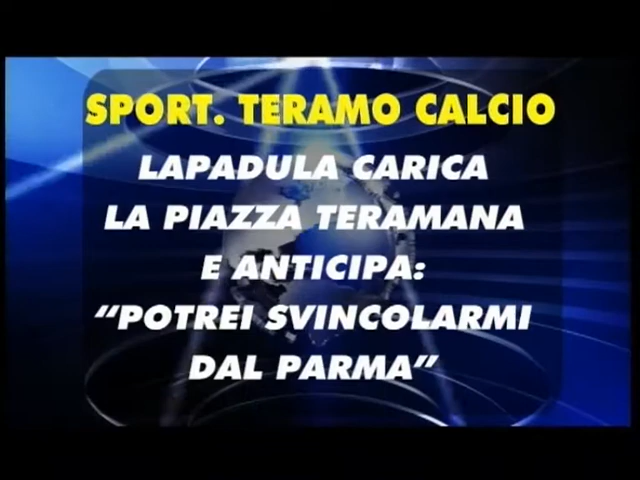 SPORT. TERAMO CALCIO
LAPADULA CARICA
LA PIAZZA TERAMANA
E ANTICIPA:
“POTREI SVINCOLARMI
DAL PARMA”